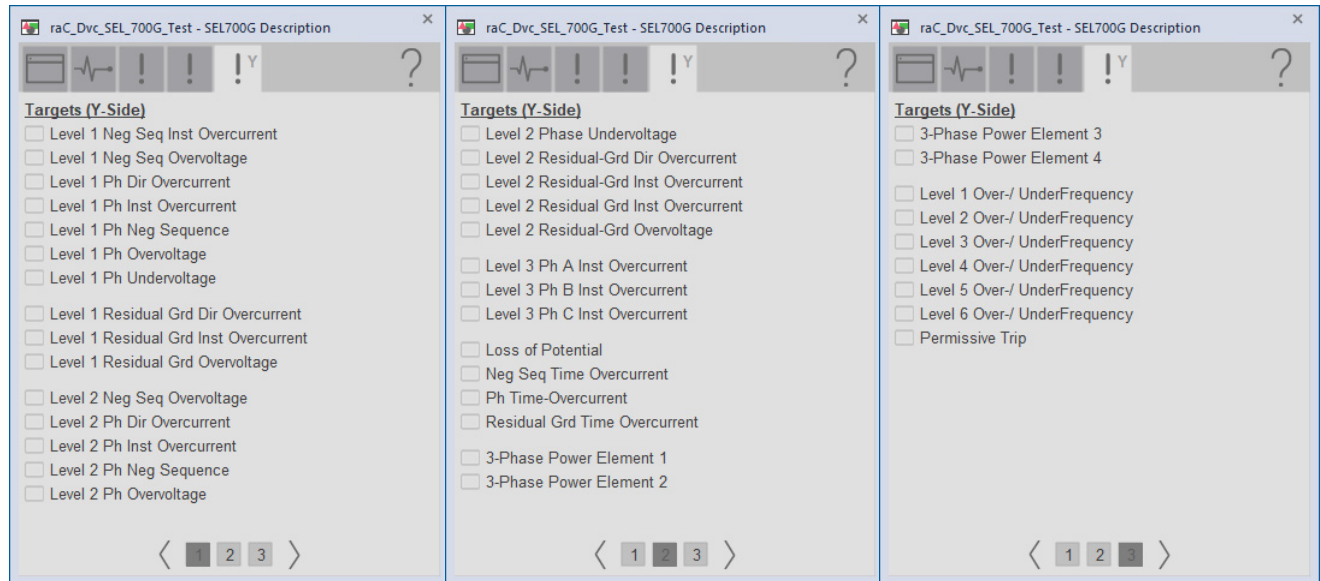 raC_Dvc_SEL_700G_Test - SEL700G Description
Y
?
Targets (Y-Side)
Level 1 Neg Seq Inst Overcurrent
Level 1 Neg Seq Overvoltage
Level 1 Ph Dir Overcurrent
Level 1 Ph Inst Overcurrent
Level 1 Ph Neg Sequence
Level 1 Ph Overvoltage
Level 1 Ph Undervoltage
Level 1 Residual Grd Dir Overcurrent
Level 1 Residual Grd Inst Overcurrent
Level 1 Residual Grd Overvoltage
Level 2 Neg Seq Overvoltage
Level 2 Ph Dir Overcurrent
Level 2 Ph Inst Overcurrent
Level 2 Ph Neg Sequence
Level 2 Ph Overvoltage
1 2 3
raC_Dvc_SEL_700G_Test - SEL700G Description
Y
?
Targets (Y-Side)
Level 2 Phase Undervoltage
Level 2 Residual-Grd Dir Overcurrent
Level 2 Residual-Grd Inst Overcurrent
Level 2 Residual Grd Inst Overcurrent
Level 2 Residual-Grd Overvoltage
Level 3 Ph A Inst Overcurrent
Level 3 Ph B Inst Overcurrent
Level 3 Ph C Inst Overcurrent
Loss of Potential
Neg Seq Time Overcurrent
Ph Time-Overcurrent
Residual Grd Time Overcurrent
3-Phase Power Element 1
3-Phase Power Element 2
1 2 3
raC_Dvc_SEL_700G_Test - SEL700G Description
Y
?
Targets (Y-Side)
3-Phase Power Element 3
3-Phase Power Element 4
Level 1 Over-/ UnderFrequency
Level 2 Over-/ UnderFrequency
Level 3 Over-/ UnderFrequency
Level 4 Over-/ UnderFrequency
Level 5 Over-/ UnderFrequency
Level 6 Over-/ UnderFrequency
Permissive Trip
1 2 3